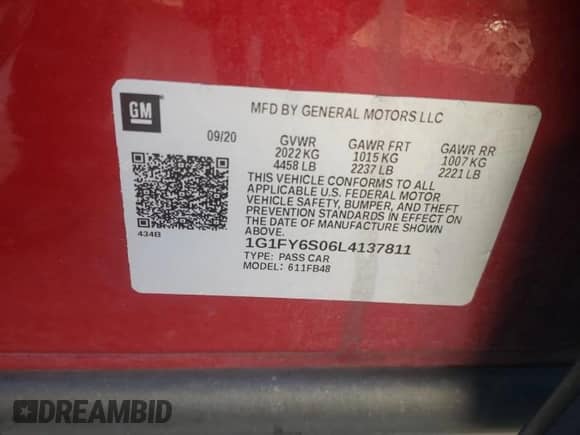 GM
MFD BY GENERAL MOTORS LLC
09/20 GVWR GAWR FRT GAWR RR
2022 KG 1015 KG 1007 KG
4458 LB 2237 LB 2221 LB
THIS VEHICLE CONFORMS TO ALL
APPLICABLE U.S. FEDERAL MOTOR
VEHICLE SAFETY, BUMPER, AND THEFT
PREVENTION STANDARDS IN EFFECT ON
THE DATE OF MANUFACTURE SHOWN
ABOVE.
434B
1G1FY6S06L4137811
TYPE: PASS CAR
MODEL: 611FB48
DREAMBID